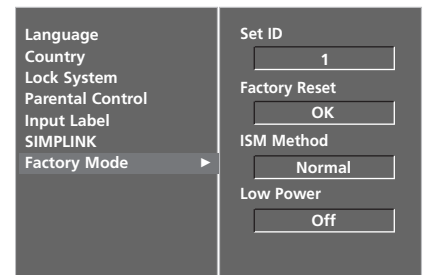 Language
Country
Lock System
Parental Control
Input Label
SIMPLINK
Factory Mode ►
Set ID
1
Factory Reset
OK
ISM Method
Normal
Low Power
Off